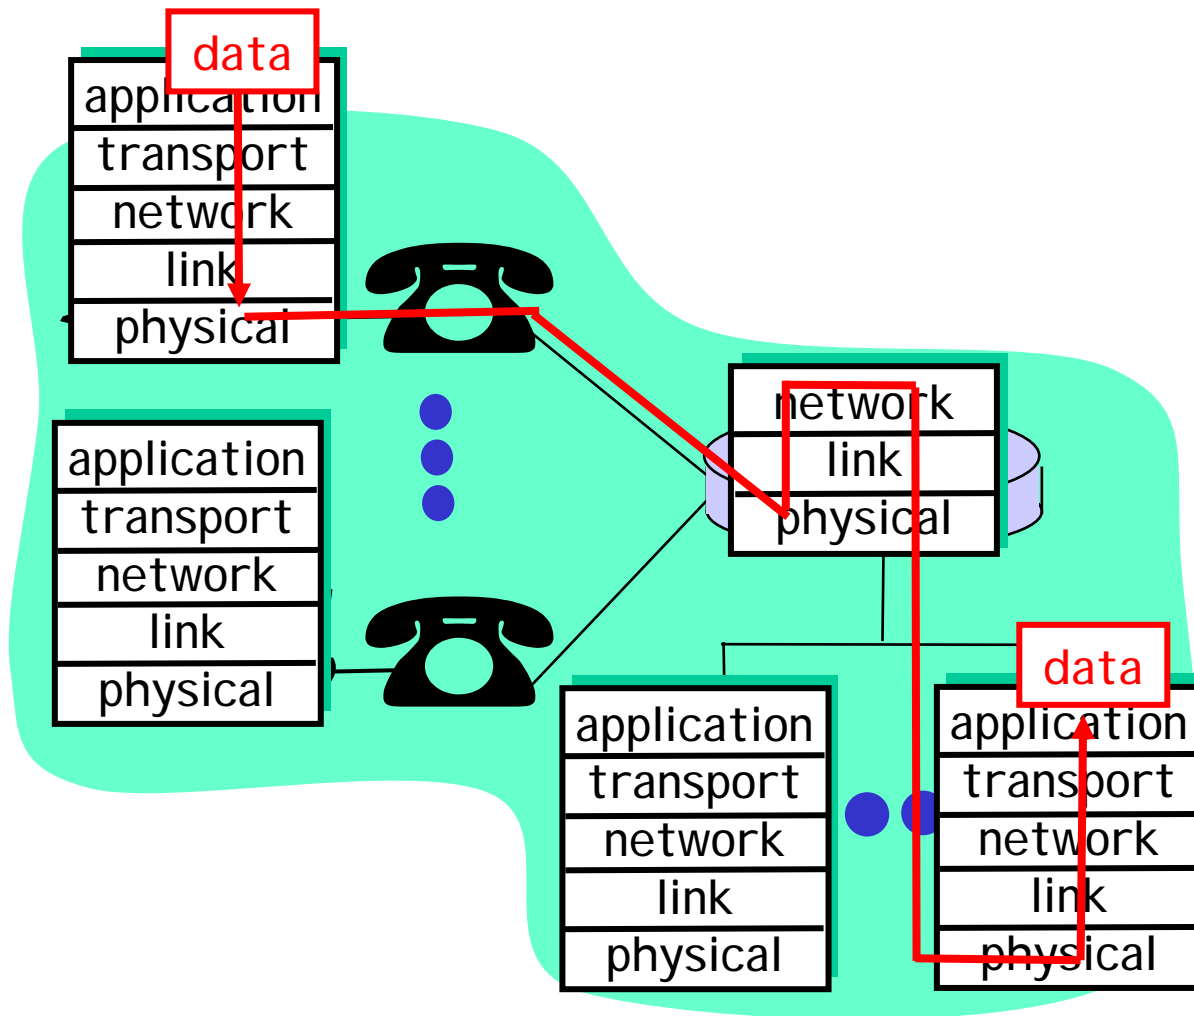 data
application
transport
network
link
physical
application
transport
network
link
physical
network
link
physical
application
transport
network
link
physical
data
application
transport
network
link
physical